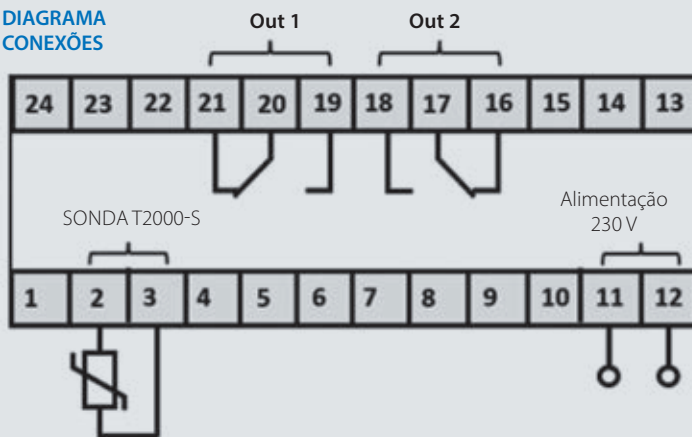 DIAGRAMA
CONEXÕES
Out 1 Out 2
24 23 22 21 20 19 18 17 16 15 14 13
SONDA T2000-S
Alimentação
230 V
1 2 3 4 5 6 7 8 9 10 11 12